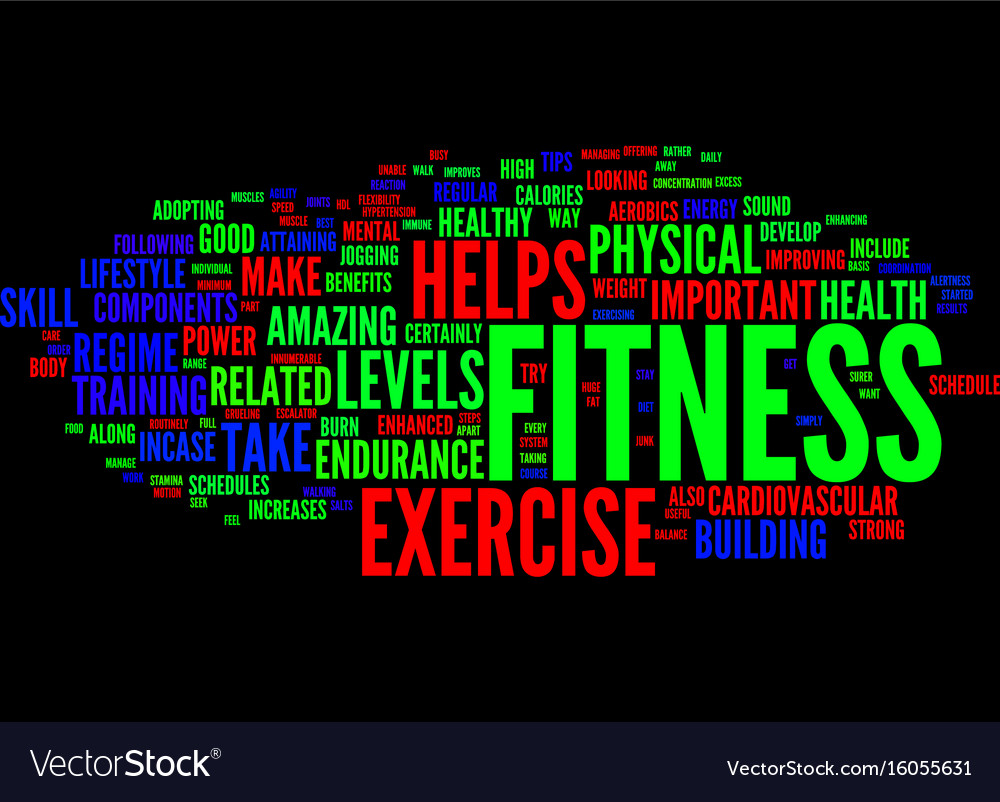 BUSY
UNABLE WALK IMPROVES HIGH TIPS MANAGING OFFERING RATHER DAILY
AWAY
REACTION REGULAR CALORIES LOOKING CONCENTRATION EXCESS
MUSCLES AGILITY
ADOPTING SPEED JOINTS HDL FLEXIBILITY
HYPERTENSION
MUSCLE BEST MENTAL IMMUNE HEALTHY WAY AEROBICS ENERGY SOUND
ENHANCING
FOLLOWING GOOD ATTAINING JOGGING HELPS PHYSICAL DEVELOP INCLUDE
LIFESTYLE INDIVIDUAL MAKE BENEFITS IMPROVING BASIS COORDINATION
MINIMUM WEIGHT IMPORTANT HEALTH ALERTNESS
STARTED
RESULTS
SKILL COMPONENTS PART EXERCISING
CARE
ORDER
BODY REGIME POWER AMAZING CERTAINLY FITNESS
RANGE INNUMERABLE
TRAINING RELATED LEVELS TRY HUGE FAT STAY DIET JUNK GET SIMPLY SURER WANT SCHEDULE
GRUELING ESCALATOR
FOOD ALONG ROUTINELY FULL BURN ENHANCED STEPS APART EVERY SYSTEM TAKING COURSE
INCASE TAKE ENDURANCE
MANAGE
WORK STAMINA SCHEDULES
MOTION
SEEK WALKING SALTS
FEEL INCREASES EXERCISE ALSO CARDIOVASCULAR
USEFUL
BALANCE BUILDING STRONG
VectorStock®
VectorStock.com/16055631